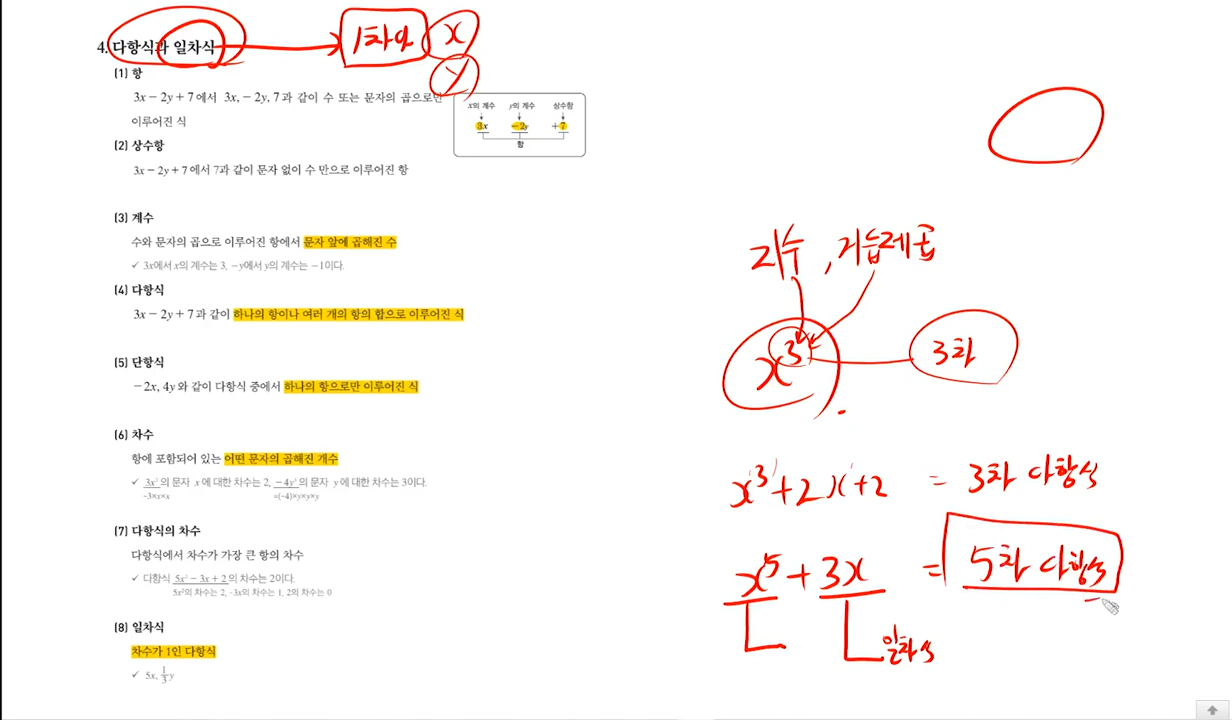 4. 다항식과 일차식
1차식 x
y
(1) 항
3x − 2y + 7에서 3x, −2y, 7과 같이 수 또는 문자의 곱으로만
이루어진 식
x의 계수 y의 계수 상수항
3x −2y +7
항
(2) 상수항
3x − 2y + 7에서 7과 같이 문자 없이 수 만으로 이루어진 항
(3) 계수
수와 문자의 곱으로 이루어진 항에서 문자 앞에 곱해진 수
✓ 3x에서 x의 계수는 3, −y에서 y의 계수는 −1이다.
(4) 다항식
3x − 2y + 7과 같이 하나의 항이나 여러 개의 항의 합으로 이루어진 식
(5) 단항식
−2x, 4y와 같이 다항식 중에서 하나의 항으로만 이루어진 식
(6) 차수
항에 포함되어 있는 어떤 문자의 곱해진 개수
✓ 3x²의 문자 x에 대한 차수는 2, −4y³의 문자 y에 대한 차수는 3이다.
-3×x×x =(-4)×y×y×y
(7) 다항식의 차수
다항식에서 차수가 가장 큰 항의 차수
✓ 다항식 5x² − 3x + 2의 차수는 2이다.
5x²의 차수는 2, -3x의 차수는 1, 2의 차수는 0
(8) 일차식
차수가 1인 다항식
✓ 5x, 1/3 y
지수, 거듭제곱
x³ 3차
x³ + 2x¹ + 2 = 3차 다항식
x⁵ + 3x = 5차 다항식
일차식